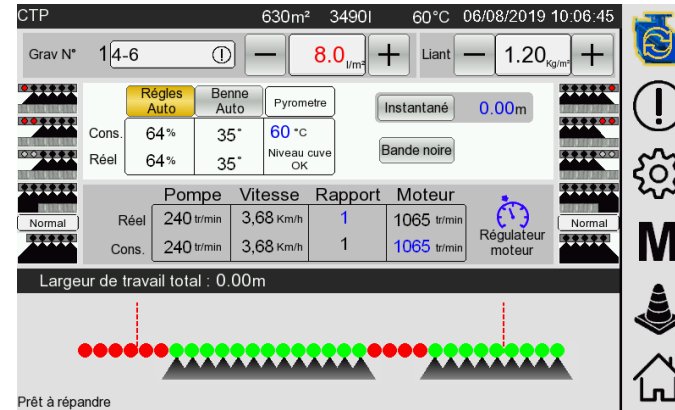 CTP 630m² 3490l 60°C 06/08/2019 10:06:45
Grav N° 1 4-6 − 8.0 l/m² + Liant − 1.20 Kg/m² +
Régles Auto Benne Auto Pyrometre Instantané 0.00m
Cons. 64% 35° 60 °C
Réel 64% 35° Niveau cuve OK Bande noire
Pompe Vitesse Rapport Moteur
Normal Réel 240 tr/min 3,68 Km/h 1 1065 tr/min Normal
Cons. 240 tr/min 3,68 Km/h 1 1065 tr/min Régulateur moteur
M
Largeur de travail total : 0.00m
Prêt à répandre